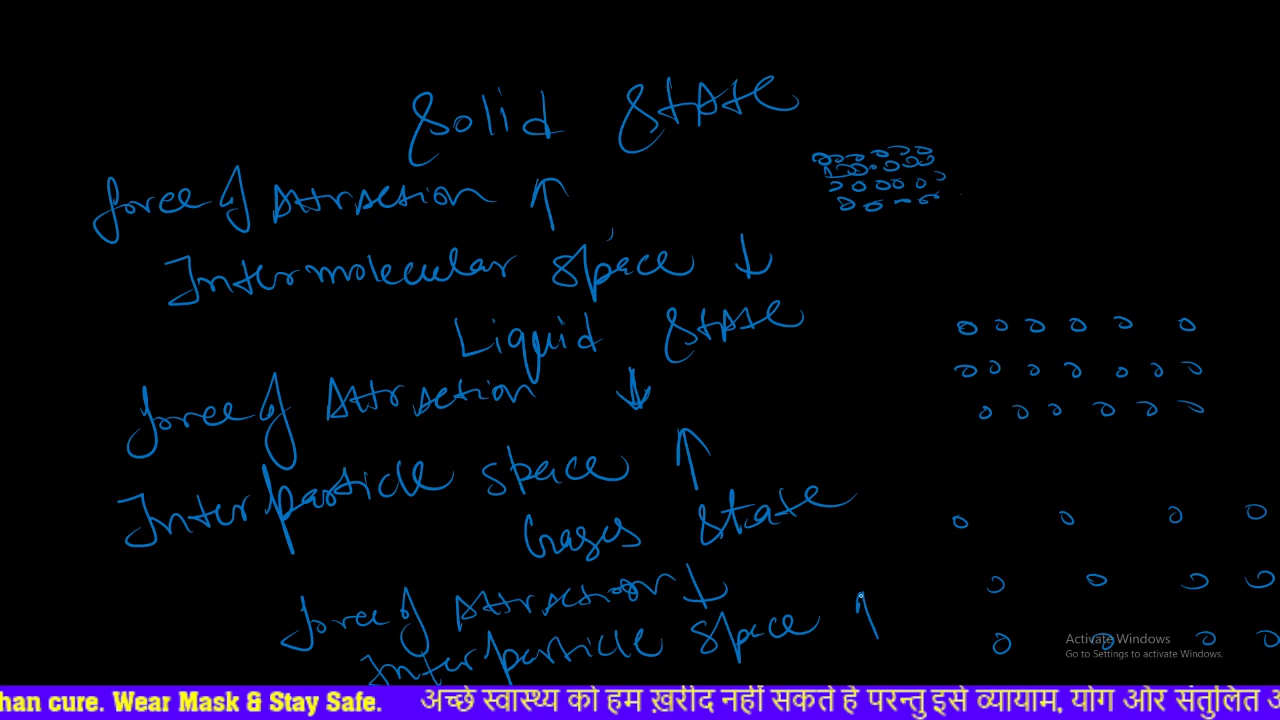 Solid State
force of Attraction ↑
Intermolecular space ↓
Liquid State
force of Attraction ↓
Interparticle space ↑
Gases State
force of Attraction ↓
Interparticle space ↑
Activate Windows
Go to Settings to activate Windows.
han cure. Wear Mask & Stay Safe. अच्छे स्वास्थ्य को हम ख़रीद नहीं सकते हैं परन्तु इसे व्यायाम, योग ओर संतुलित